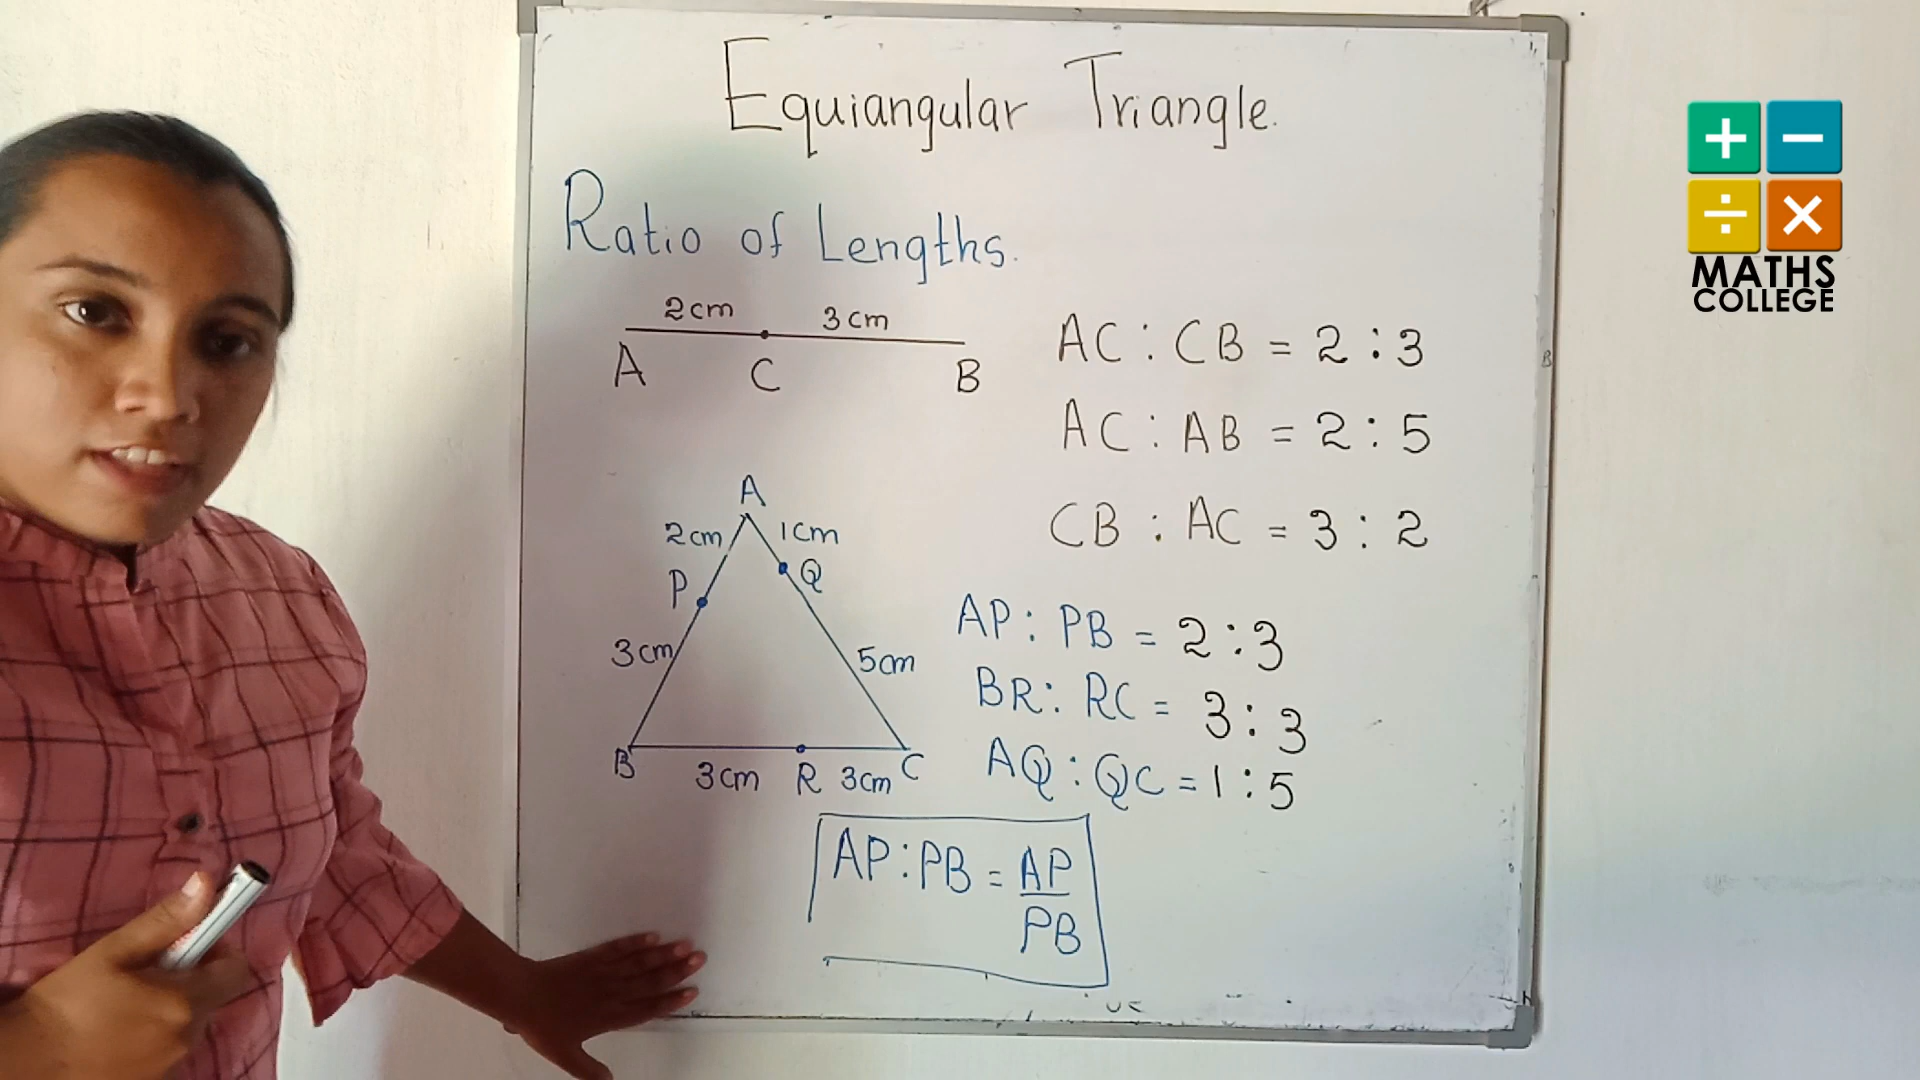 Equiangular Triangle.
Ratio of Lengths.
2cm 3cm
A C B
AC : CB = 2 : 3
AC : AB = 2 : 5
CB : AC = 3 : 2
A
2cm 1cm
P Q
3cm 5cm
B 3cm R 3cm C
AP : PB = 2 : 3
BR : RC = 3 : 3
AQ : QC = 1 : 5
AP : PB = AP
PB
+ −
÷ ×
MATHS
COLLEGE